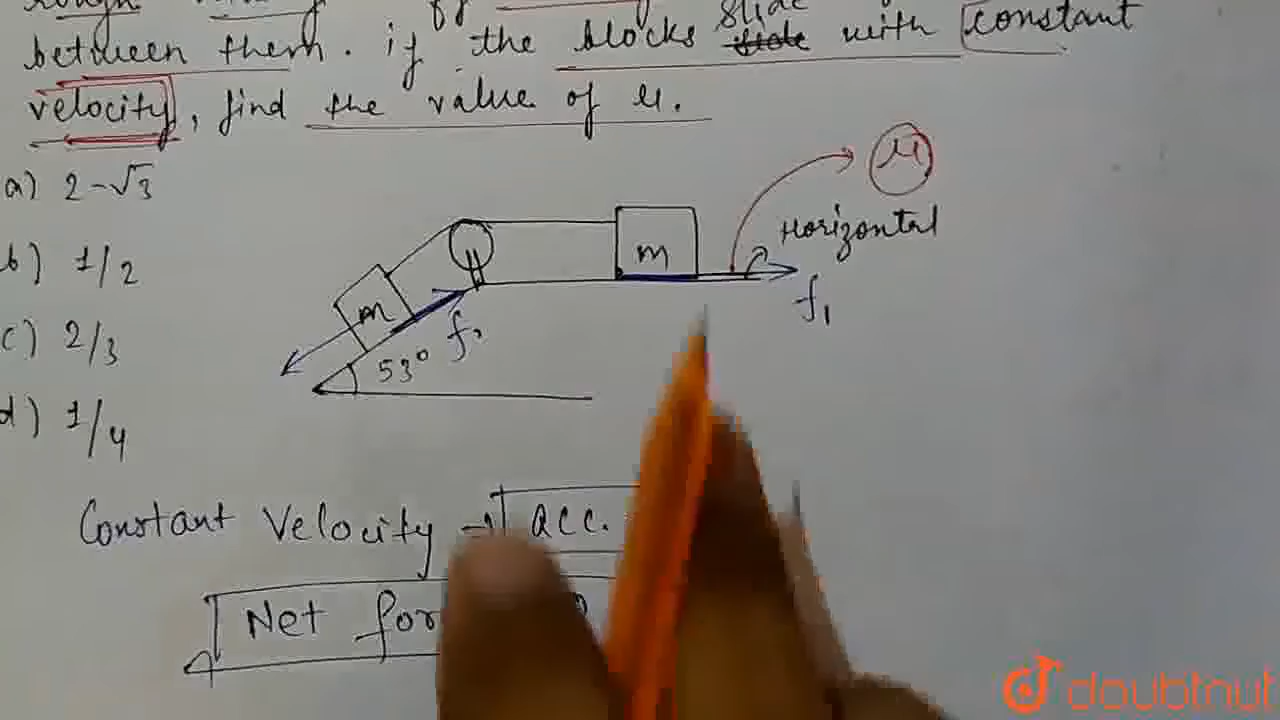 between them. if the blocks slide with constant
velocity, find the value of μ.
a) 2-√3
b) 1/2
c) 2/3
d) 1/4
μ
Horizontal
m
f₁
m
f₂
53°
Constant Velocity → acc.
Net for
doubtnut